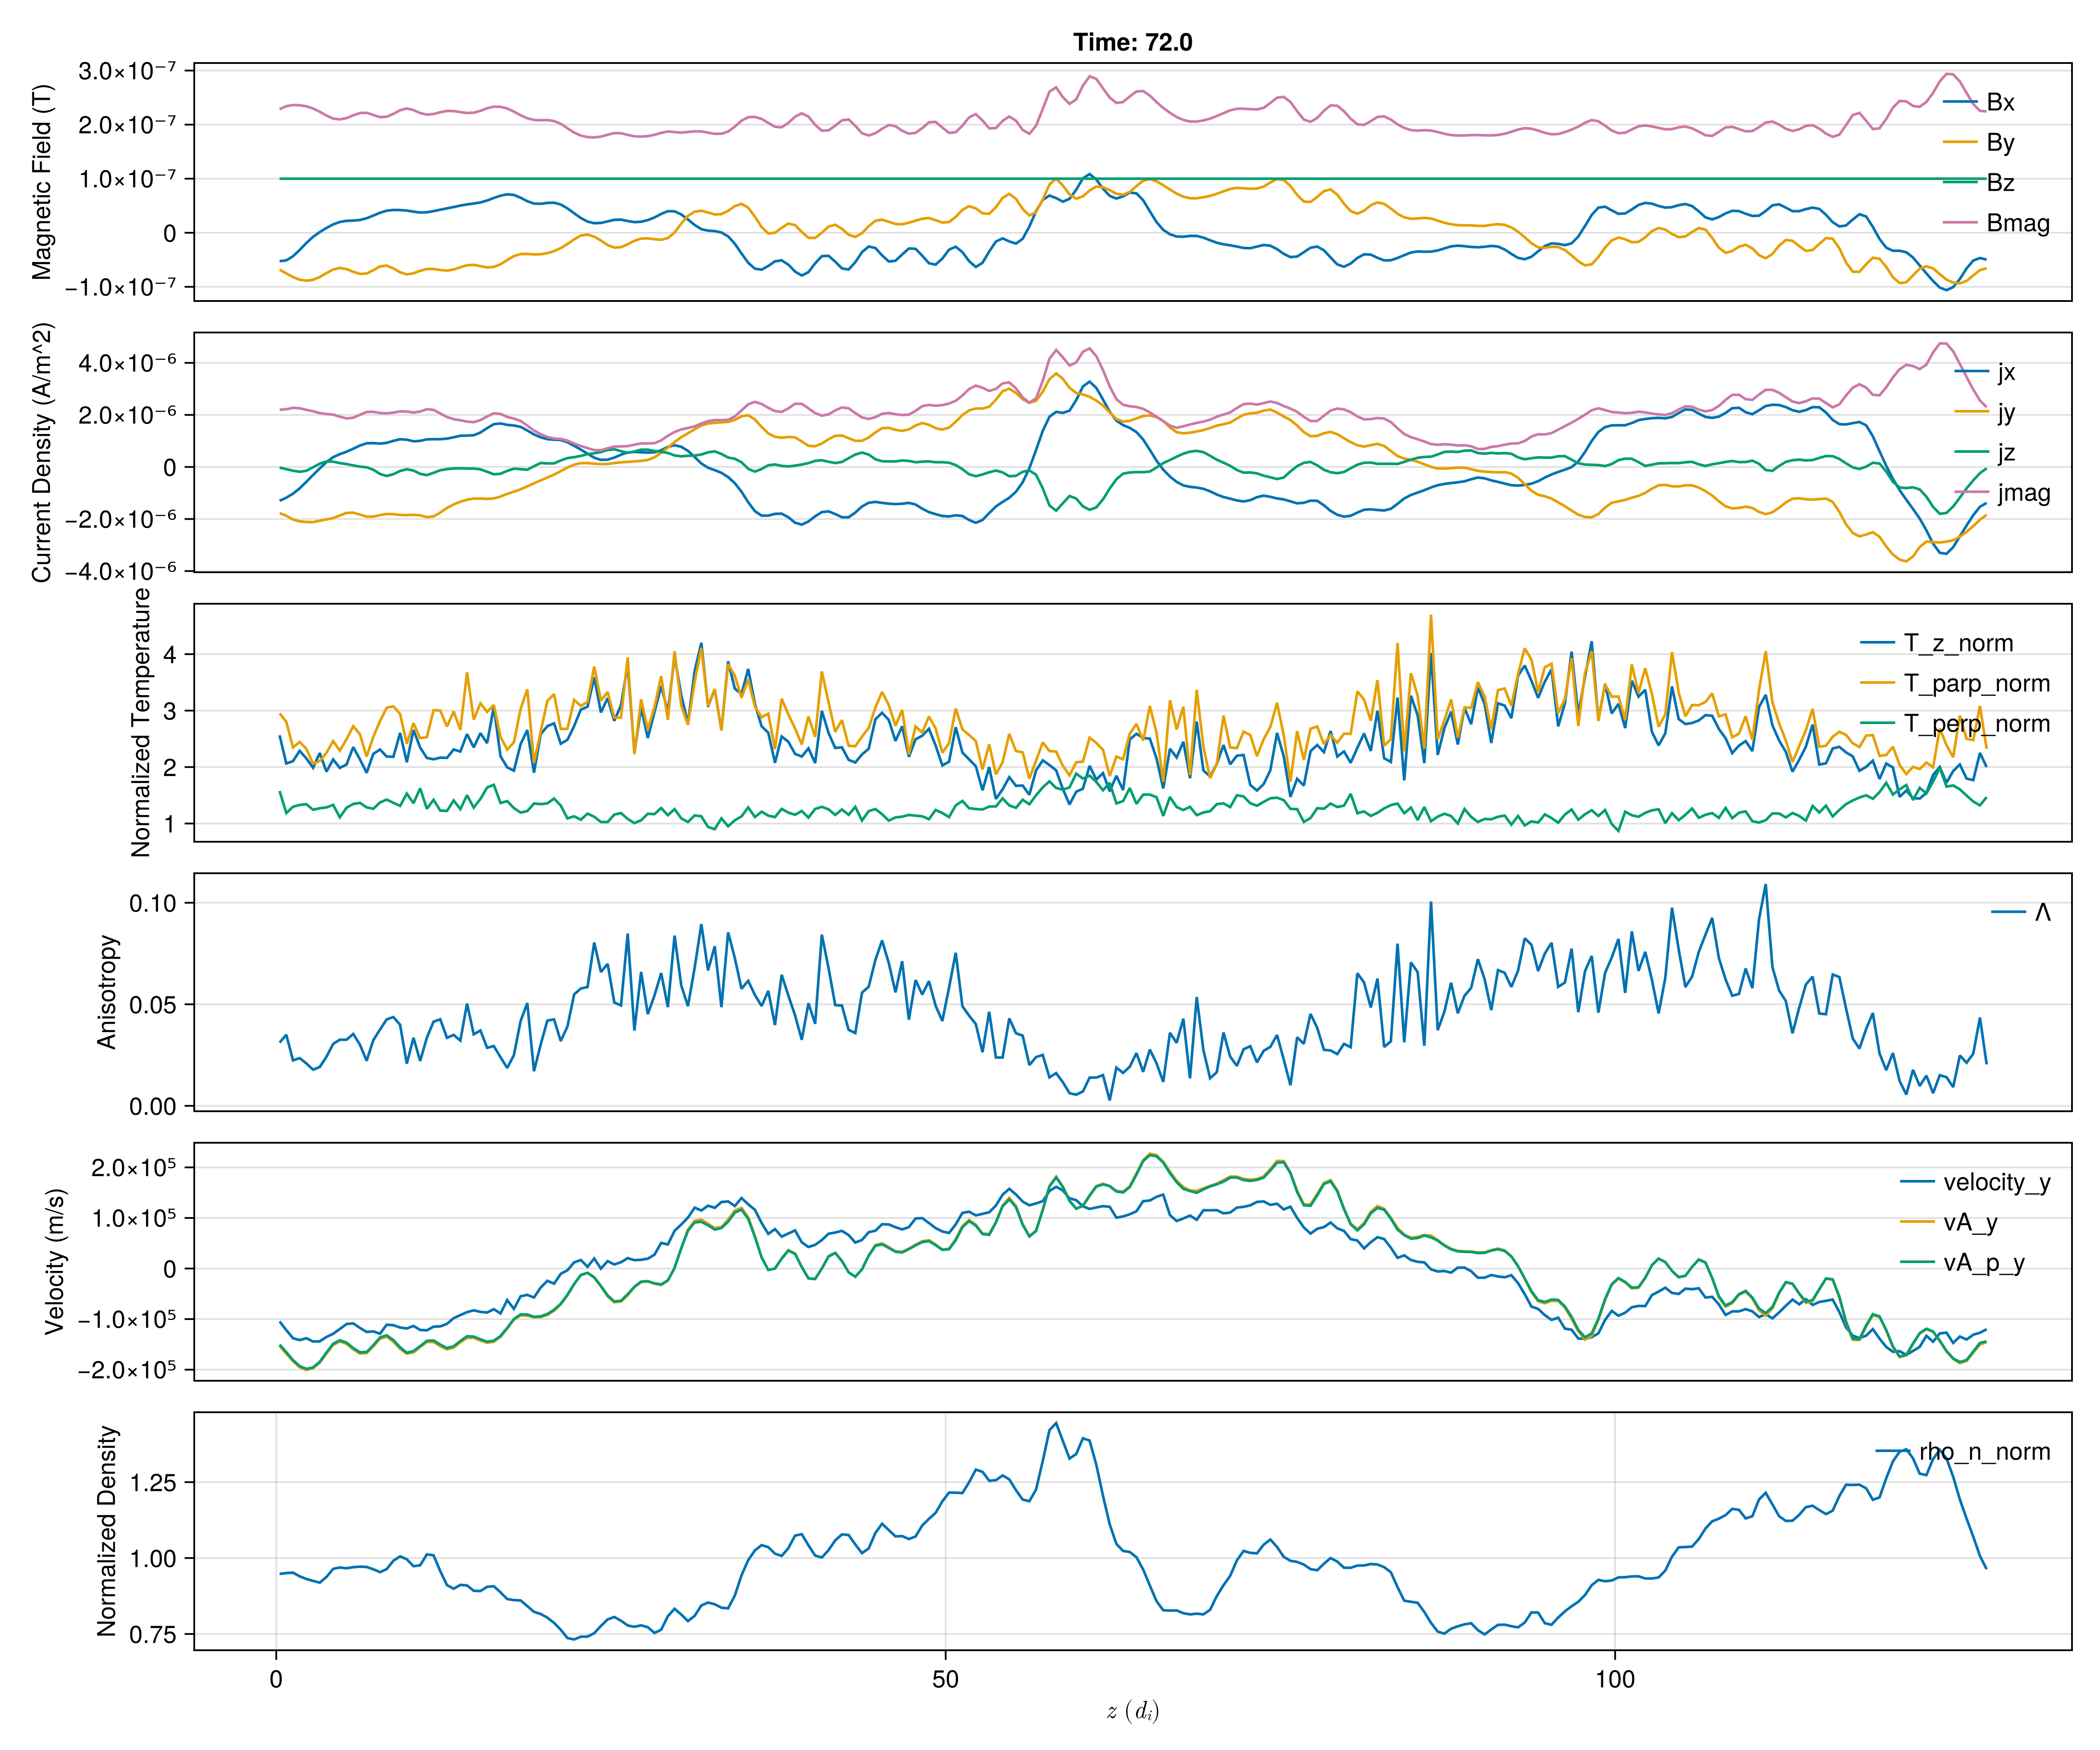 Time: 72.0
Magnetic Field (T)
3.0×10⁻⁷
2.0×10⁻⁷
1.0×10⁻⁷
0
−1.0×10⁻⁷
Bx
By
Bz
Bmag
Current Density (A/m^2)
4.0×10⁻⁶
2.0×10⁻⁶
0
−2.0×10⁻⁶
−4.0×10⁻⁶
jx
jy
jz
jmag
Normalized Temperature
4
3
2
1
T_z_norm
T_parp_norm
T_perp_norm
Anisotropy
0.10
0.05
0.00
Λ
Velocity (m/s)
2.0×10⁵
1.0×10⁵
0
−1.0×10⁵
−2.0×10⁵
velocity_y
vA_y
vA_p_y
Normalized Density
1.25
1.00
0.75
rho_n_norm
0
50
100
z (dᵢ)